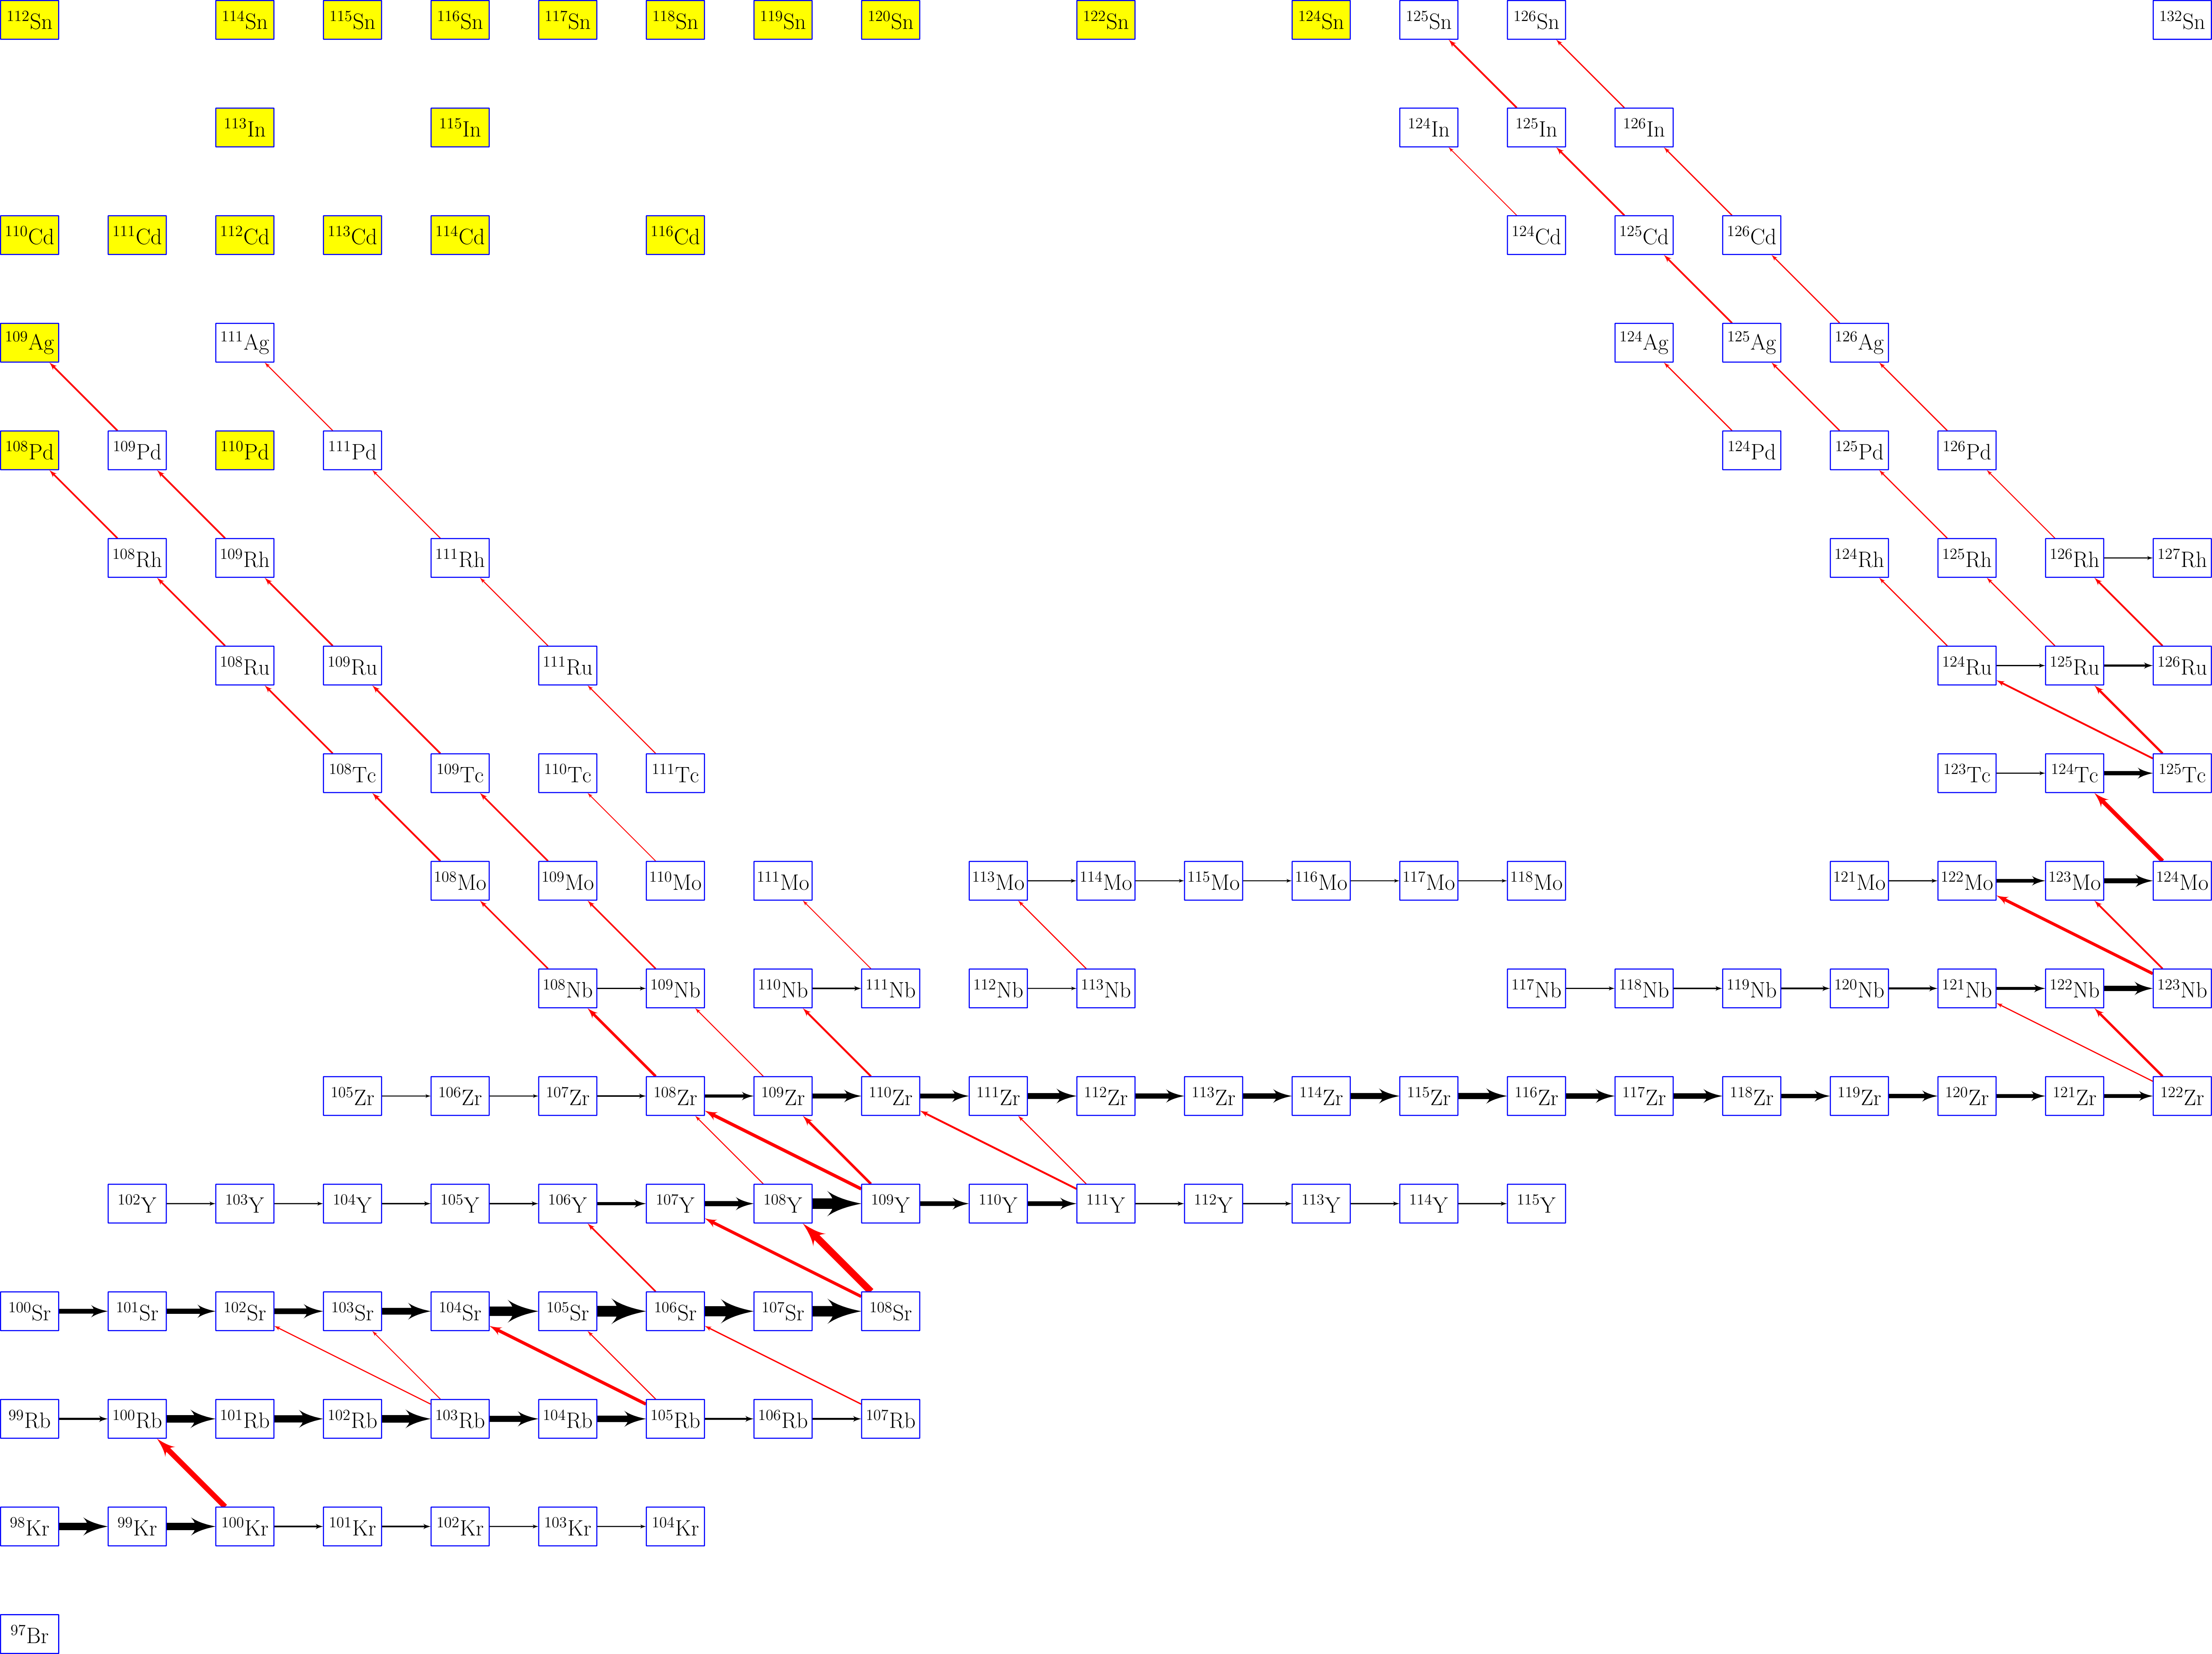 ¹¹²Sn ¹¹⁴Sn ¹¹⁵Sn ¹¹⁶Sn ¹¹⁷Sn ¹¹⁸Sn ¹¹⁹Sn ¹²⁰Sn ¹²²Sn ¹²⁴Sn ¹²⁵Sn ¹²⁶Sn ¹³²Sn
¹¹³In ¹¹⁵In ¹²⁴In ¹²⁵In ¹²⁶In
¹¹⁰Cd ¹¹¹Cd ¹¹²Cd ¹¹³Cd ¹¹⁴Cd ¹¹⁶Cd ¹²⁴Cd ¹²⁵Cd ¹²⁶Cd
¹⁰⁹Ag ¹¹¹Ag ¹²⁴Ag ¹²⁵Ag ¹²⁶Ag
¹⁰⁸Pd ¹⁰⁹Pd ¹¹⁰Pd ¹¹¹Pd ¹²⁴Pd ¹²⁵Pd ¹²⁶Pd
¹⁰⁸Rh ¹⁰⁹Rh ¹¹¹Rh ¹²⁴Rh ¹²⁵Rh ¹²⁶Rh ¹²⁷Rh
¹⁰⁸Ru ¹⁰⁹Ru ¹¹¹Ru ¹²⁴Ru ¹²⁵Ru ¹²⁶Ru
¹⁰⁸Tc ¹⁰⁹Tc ¹¹⁰Tc ¹¹¹Tc ¹²³Tc ¹²⁴Tc ¹²⁵Tc
¹⁰⁸Mo ¹⁰⁹Mo ¹¹⁰Mo ¹¹¹Mo ¹¹³Mo ¹¹⁴Mo ¹¹⁵Mo ¹¹⁶Mo ¹¹⁷Mo ¹¹⁸Mo ¹²¹Mo ¹²²Mo ¹²³Mo ¹²⁴Mo
¹⁰⁸Nb ¹⁰⁹Nb ¹¹⁰Nb ¹¹¹Nb ¹¹²Nb ¹¹³Nb ¹¹⁷Nb ¹¹⁸Nb ¹¹⁹Nb ¹²⁰Nb ¹²¹Nb ¹²²Nb ¹²³Nb
¹⁰⁵Zr ¹⁰⁶Zr ¹⁰⁷Zr ¹⁰⁸Zr ¹⁰⁹Zr ¹¹⁰Zr ¹¹¹Zr ¹¹²Zr ¹¹³Zr ¹¹⁴Zr ¹¹⁵Zr ¹¹⁶Zr ¹¹⁷Zr ¹¹⁸Zr ¹¹⁹Zr ¹²⁰Zr ¹²¹Zr ¹²²Zr
¹⁰²Y ¹⁰³Y ¹⁰⁴Y ¹⁰⁵Y ¹⁰⁶Y ¹⁰⁷Y ¹⁰⁸Y ¹⁰⁹Y ¹¹⁰Y ¹¹¹Y ¹¹²Y ¹¹³Y ¹¹⁴Y ¹¹⁵Y
¹⁰⁰Sr ¹⁰¹Sr ¹⁰²Sr ¹⁰³Sr ¹⁰⁴Sr ¹⁰⁵Sr ¹⁰⁶Sr ¹⁰⁷Sr ¹⁰⁸Sr
⁹⁹Rb ¹⁰⁰Rb ¹⁰¹Rb ¹⁰²Rb ¹⁰³Rb ¹⁰⁴Rb ¹⁰⁵Rb ¹⁰⁶Rb ¹⁰⁷Rb
⁹⁸Kr ⁹⁹Kr ¹⁰⁰Kr ¹⁰¹Kr ¹⁰²Kr ¹⁰³Kr ¹⁰⁴Kr
⁹⁷Br